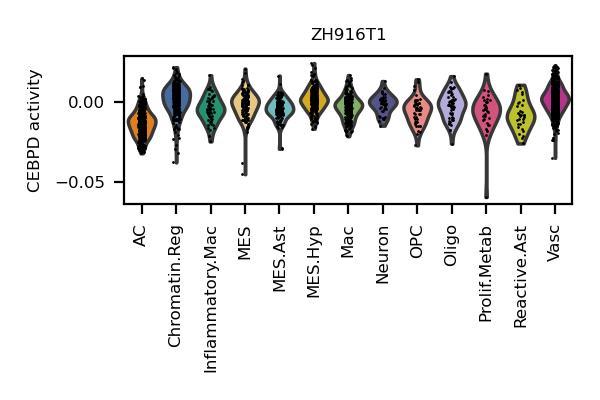 ZH916T1
CEBPD activity
0.00
−0.05
AC
Chromatin.Reg
Inflammatory.Mac
MES
MES.Ast
MES.Hyp
Mac
Neuron
OPC
Oligo
Prolif.Metab
Reactive.Ast
Vasc